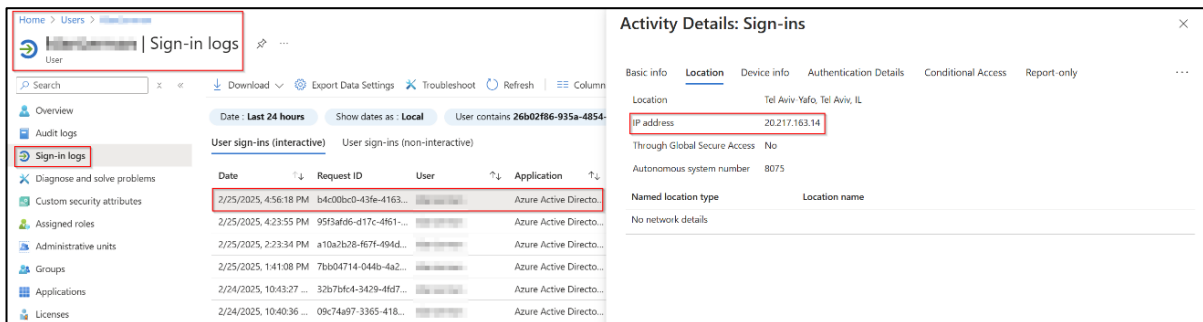 Home > Users >
| Sign-in logs
User
Search
Overview
Audit logs
Sign-in logs
Diagnose and solve problems
Custom security attributes
Assigned roles
Administrative units
Groups
Applications
Licenses
Download Export Data Settings Troubleshoot Refresh Column
Date : Last 24 hours Show dates as : Local User contains 26b02f86-935a-4854-
User sign-ins (interactive) User sign-ins (non-interactive)
Date Request ID User Application
2/25/2025, 4:56:18 PM b4c00bc0-43fe-4163... Azure Active Directo...
2/25/2025, 4:23:55 PM 95f3afd6-d17c-4f61-... Azure Active Directo...
2/25/2025, 2:23:34 PM a10a2b28-f67f-494d... Azure Active Directo...
2/25/2025, 1:41:08 PM 7bb04714-044b-4a2... Azure Active Directo...
2/24/2025, 10:43:27 ... 32b7bfc4-3429-4fd7... Azure Active Directo...
2/24/2025, 10:40:36 ... 09c74a97-3365-418... Azure Active Directo...
Activity Details: Sign-ins
Basic info Location Device info Authentication Details Conditional Access Report-only
Location Tel Aviv-Yafo, Tel Aviv, IL
IP address 20.217.163.14
Through Global Secure Access No
Autonomous system number 8075
Named location type Location name
No network details